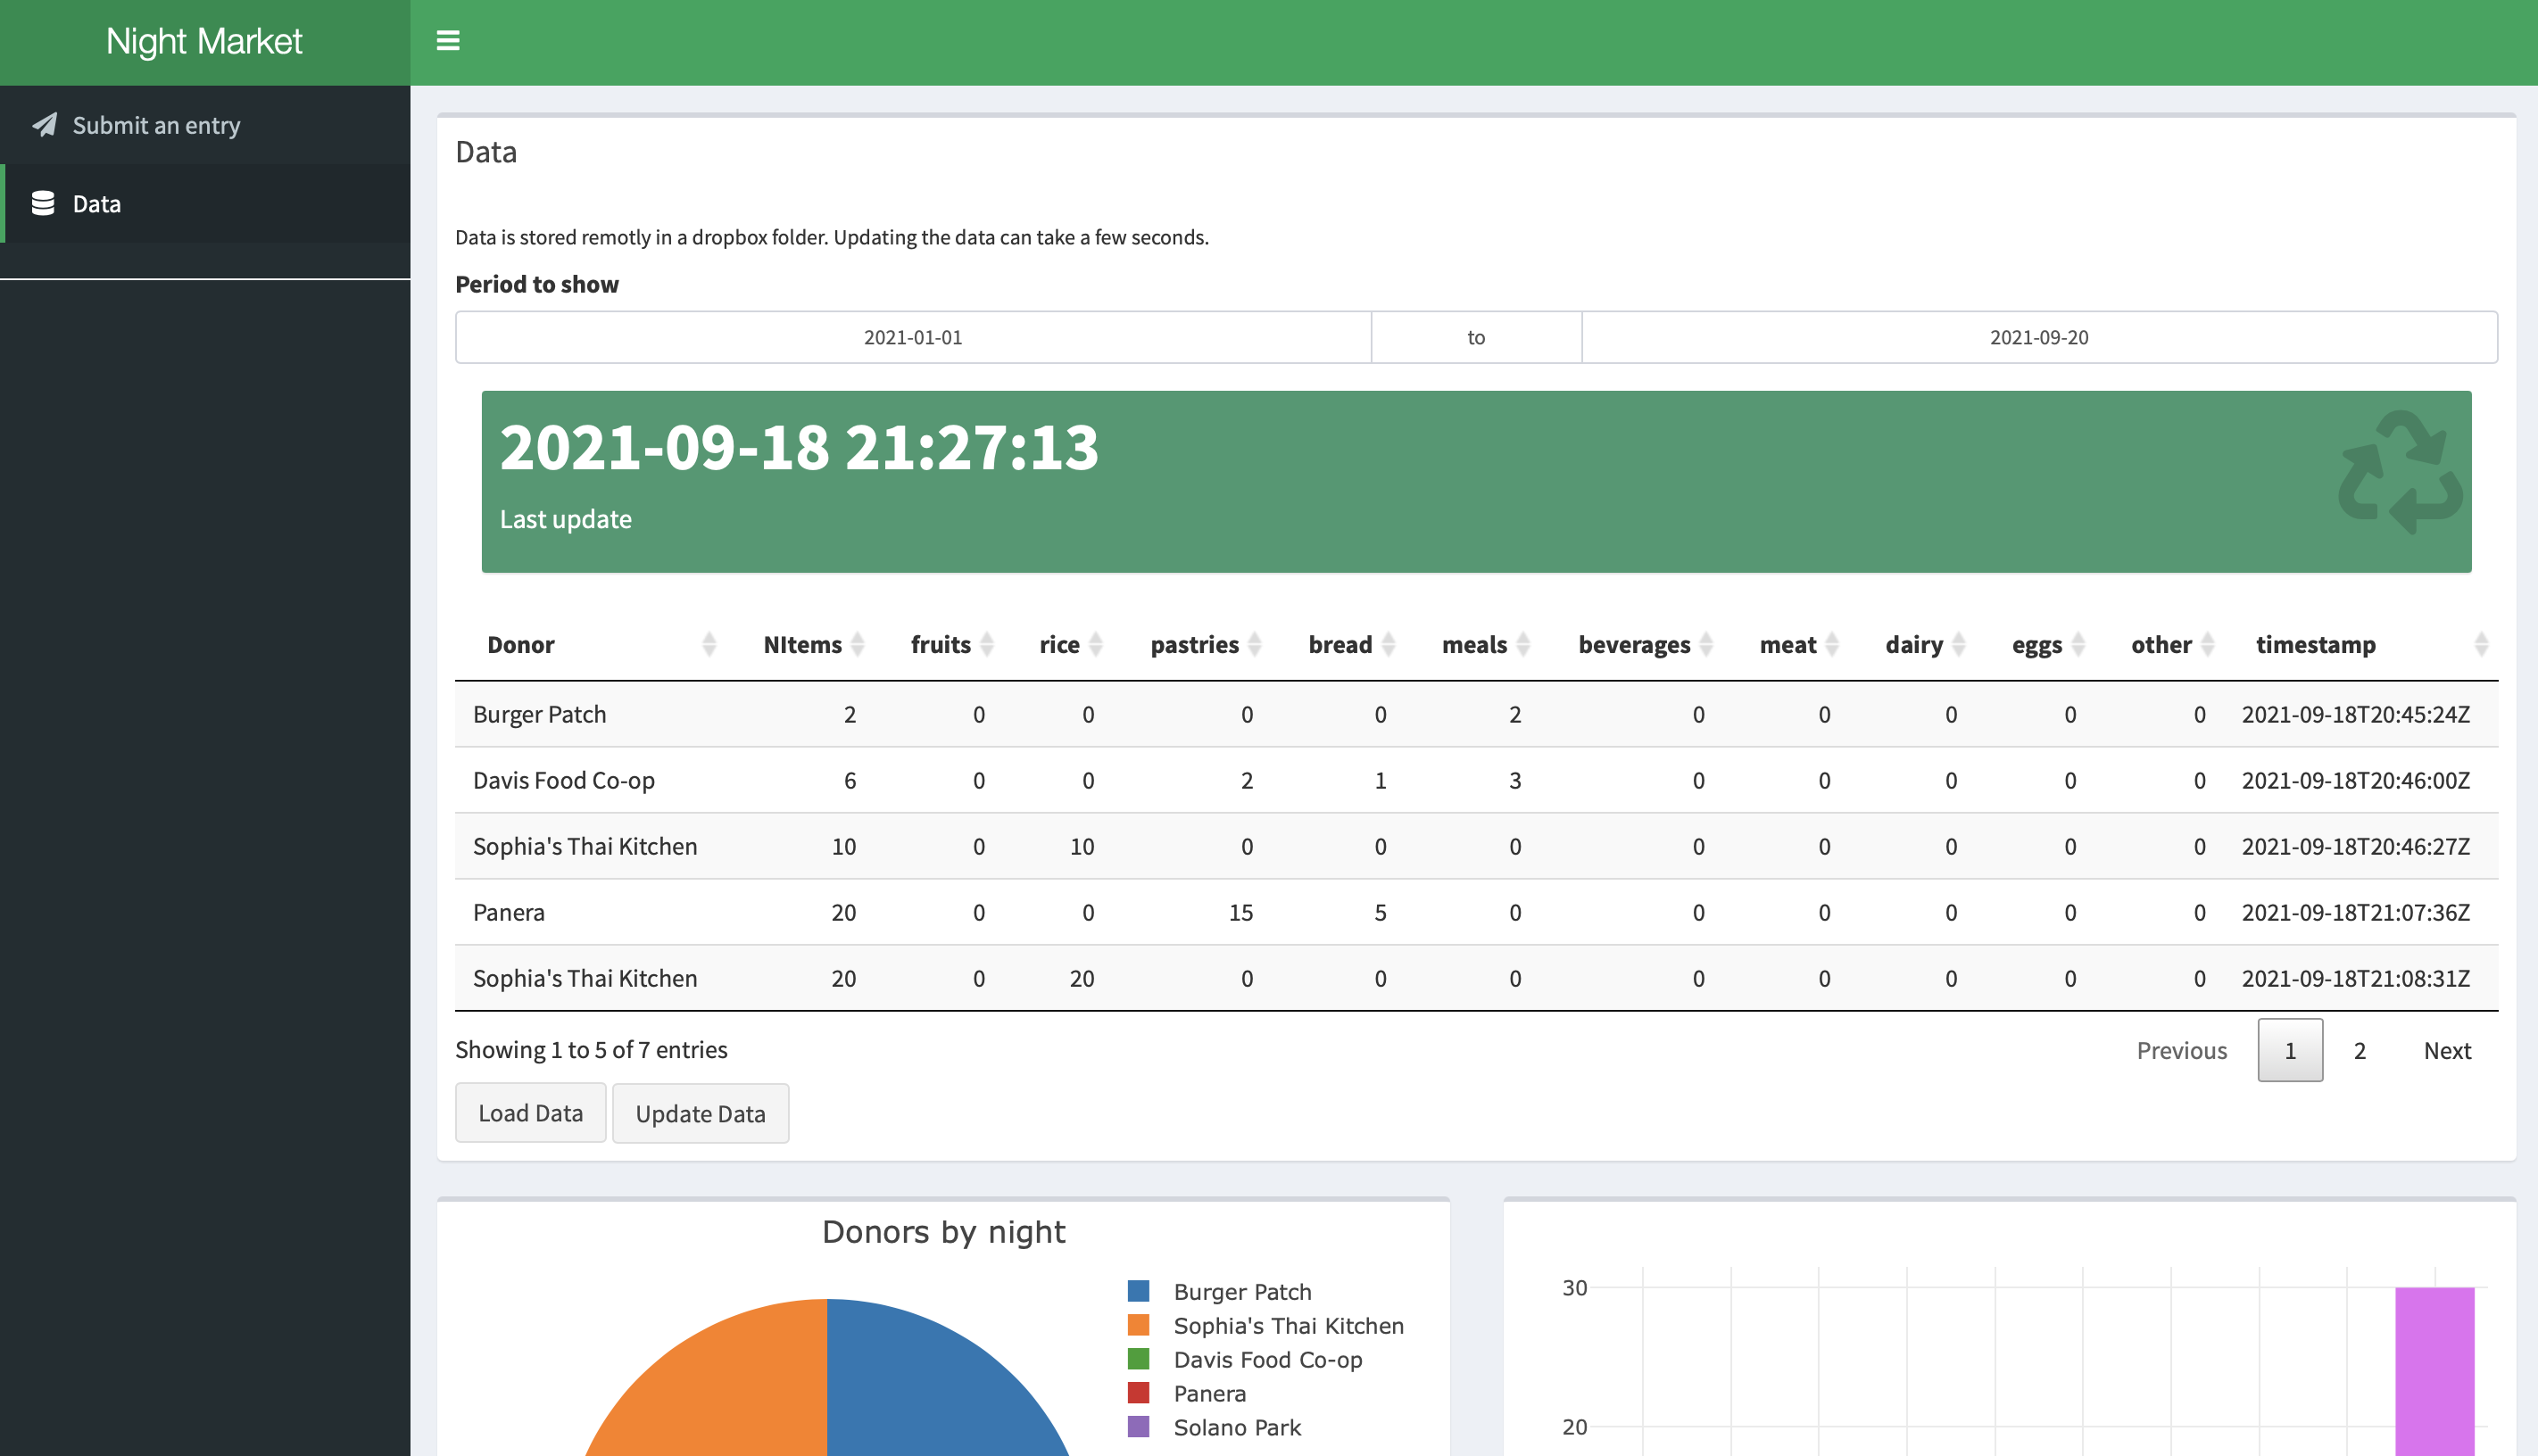 Night Market
Submit an entry
Data
Data
Data is stored remotly in a dropbox folder. Updating the data can take a few seconds.
Period to show
2021-01-01 to 2021-09-20
2021-09-18 21:27:13
Last update
Donor NItems fruits rice pastries bread meals beverages meat dairy eggs other timestamp
Burger Patch 2 0 0 0 0 2 0 0 0 0 0 2021-09-18T20:45:24Z
Davis Food Co-op 6 0 0 2 1 3 0 0 0 0 0 2021-09-18T20:46:00Z
Sophia's Thai Kitchen 10 0 10 0 0 0 0 0 0 0 0 2021-09-18T20:46:27Z
Panera 20 0 0 15 5 0 0 0 0 0 0 2021-09-18T21:07:36Z
Sophia's Thai Kitchen 20 0 20 0 0 0 0 0 0 0 0 2021-09-18T21:08:31Z
Showing 1 to 5 of 7 entries
Previous 1 2 Next
Load Data Update Data
Donors by night
Burger Patch
Sophia's Thai Kitchen
Davis Food Co-op
Panera
Solano Park
30
20